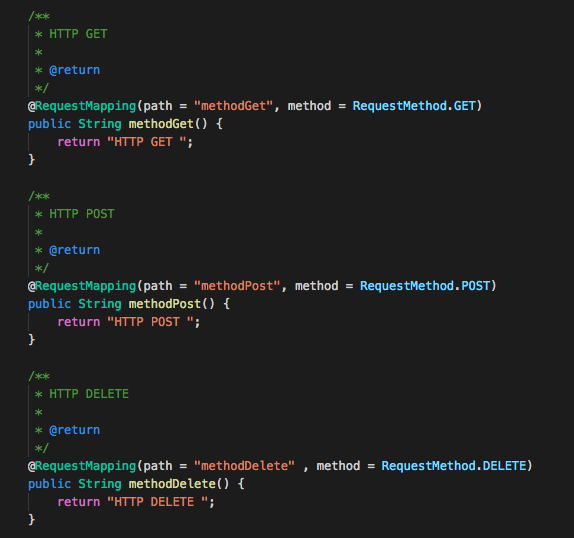 /**
 * HTTP GET
 *
 * @return
 */
@RequestMapping(path = "methodGet", method = RequestMethod.GET)
public String methodGet() {
    return "HTTP GET ";
}

/**
 * HTTP POST
 *
 * @return
 */
@RequestMapping(path = "methodPost", method = RequestMethod.POST)
public String methodPost() {
    return "HTTP POST ";
}

/**
 * HTTP DELETE
 *
 * @return
 */
@RequestMapping(path = "methodDelete" , method = RequestMethod.DELETE)
public String methodDelete() {
    return "HTTP DELETE ";
}